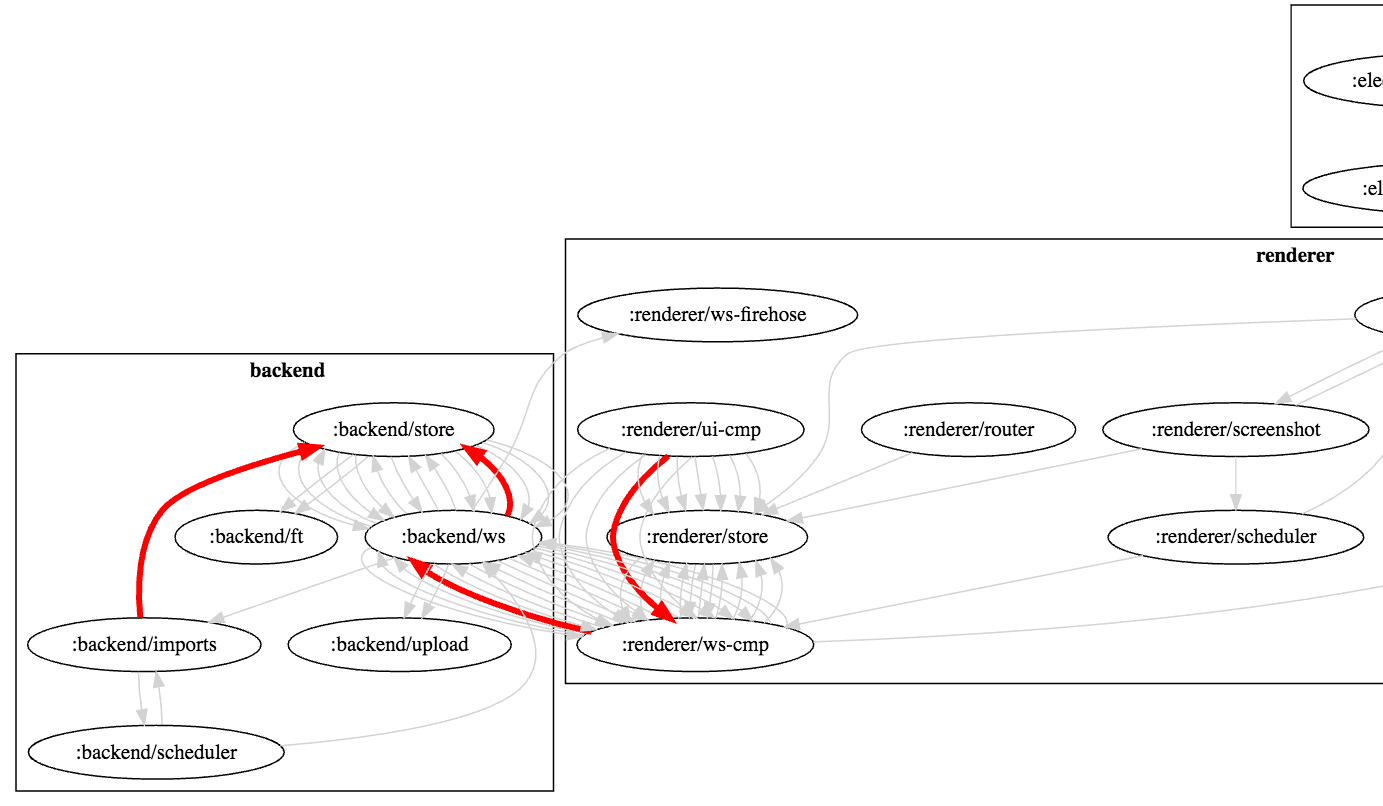 :ele
:el
renderer
:renderer/ws-firehose
backend
:backend/store
:renderer/ui-cmp
:renderer/router
:renderer/screenshot
:backend/ft
:backend/ws
:renderer/store
:renderer/scheduler
:backend/imports
:backend/upload
:renderer/ws-cmp
:backend/scheduler